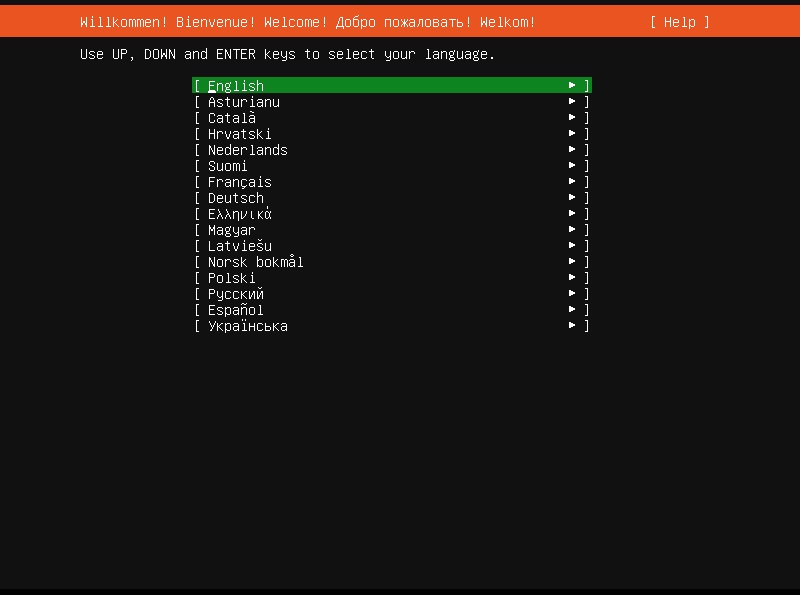 Willkommen! Bienvenue! Welcome! Добро пожаловать! Welkom! [ Help ]
Use UP, DOWN and ENTER keys to select your language.
[ English ► ]
[ Asturianu ► ]
[ Català ► ]
[ Hrvatski ► ]
[ Nederlands ► ]
[ Suomi ► ]
[ Français ► ]
[ Deutsch ► ]
[ Ελληνικά ► ]
[ Magyar ► ]
[ Latviešu ► ]
[ Norsk bokmål ► ]
[ Polski ► ]
[ Русский ► ]
[ Español ► ]
[ Українська ► ]